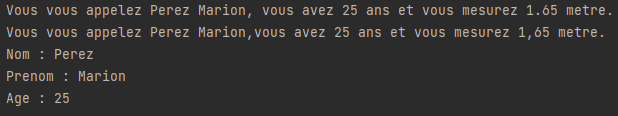 Vous vous appelez Perez Marion, vous avez 25 ans et vous mesurez 1.65 metre.
Vous vous appelez Perez Marion,vous avez 25 ans et vous mesurez 1,65 metre.
Nom : Perez
Prenom : Marion
Age : 25